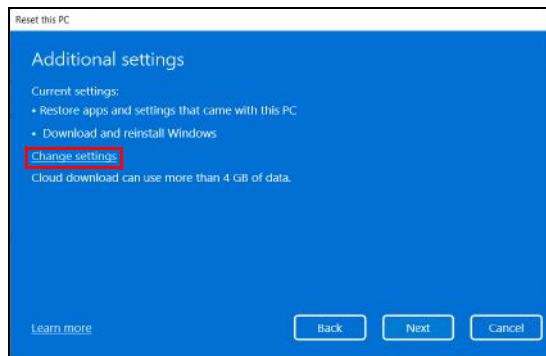 Reset this PC
Additional settings
Current settings:
• Restore apps and settings that came with this PC
• Download and reinstall Windows
Change settings
Cloud download can use more than 4 GB of data.
Learn more
Back
Next
Cancel